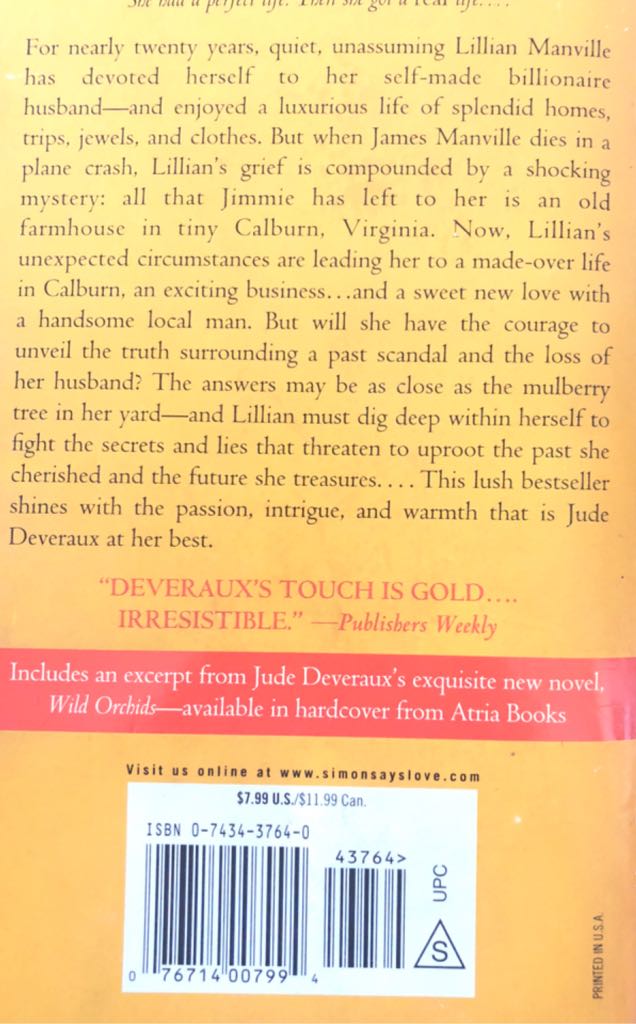 She had a perfect life. Then she got a real life....
For nearly twenty years, quiet, unassuming Lillian Manville
has devoted herself to her self-made billionaire
husband—and enjoyed a luxurious life of splendid homes,
trips, jewels, and clothes. But when James Manville dies in a
plane crash, Lillian's grief is compounded by a shocking
mystery: all that Jimmie has left to her is an old
farmhouse in tiny Calburn, Virginia. Now, Lillian's
unexpected circumstances are leading her to a made-over life
in Calburn, an exciting business...and a sweet new love with
a handsome local man. But will she have the courage to
unveil the truth surrounding a past scandal and the loss of
her husband? The answers may be as close as the mulberry
tree in her yard—and Lillian must dig deep within herself to
fight the secrets and lies that threaten to uproot the past she
cherished and the future she treasures.... This lush bestseller
shines with the passion, intrigue, and warmth that is Jude
Deveraux at her best.
"DEVERAUX'S TOUCH IS GOLD....
IRRESISTIBLE." —Publishers Weekly
Includes an excerpt from Jude Deveraux's exquisite new novel,
Wild Orchids—available in hardcover from Atria Books
Visit us online at www.simonsayslove.com
$7.99 U.S./$11.99 Can.
ISBN 0-7434-3764-0
43764>
UPC
S
0 76714 00799 4
PRINTED IN U.S.A.